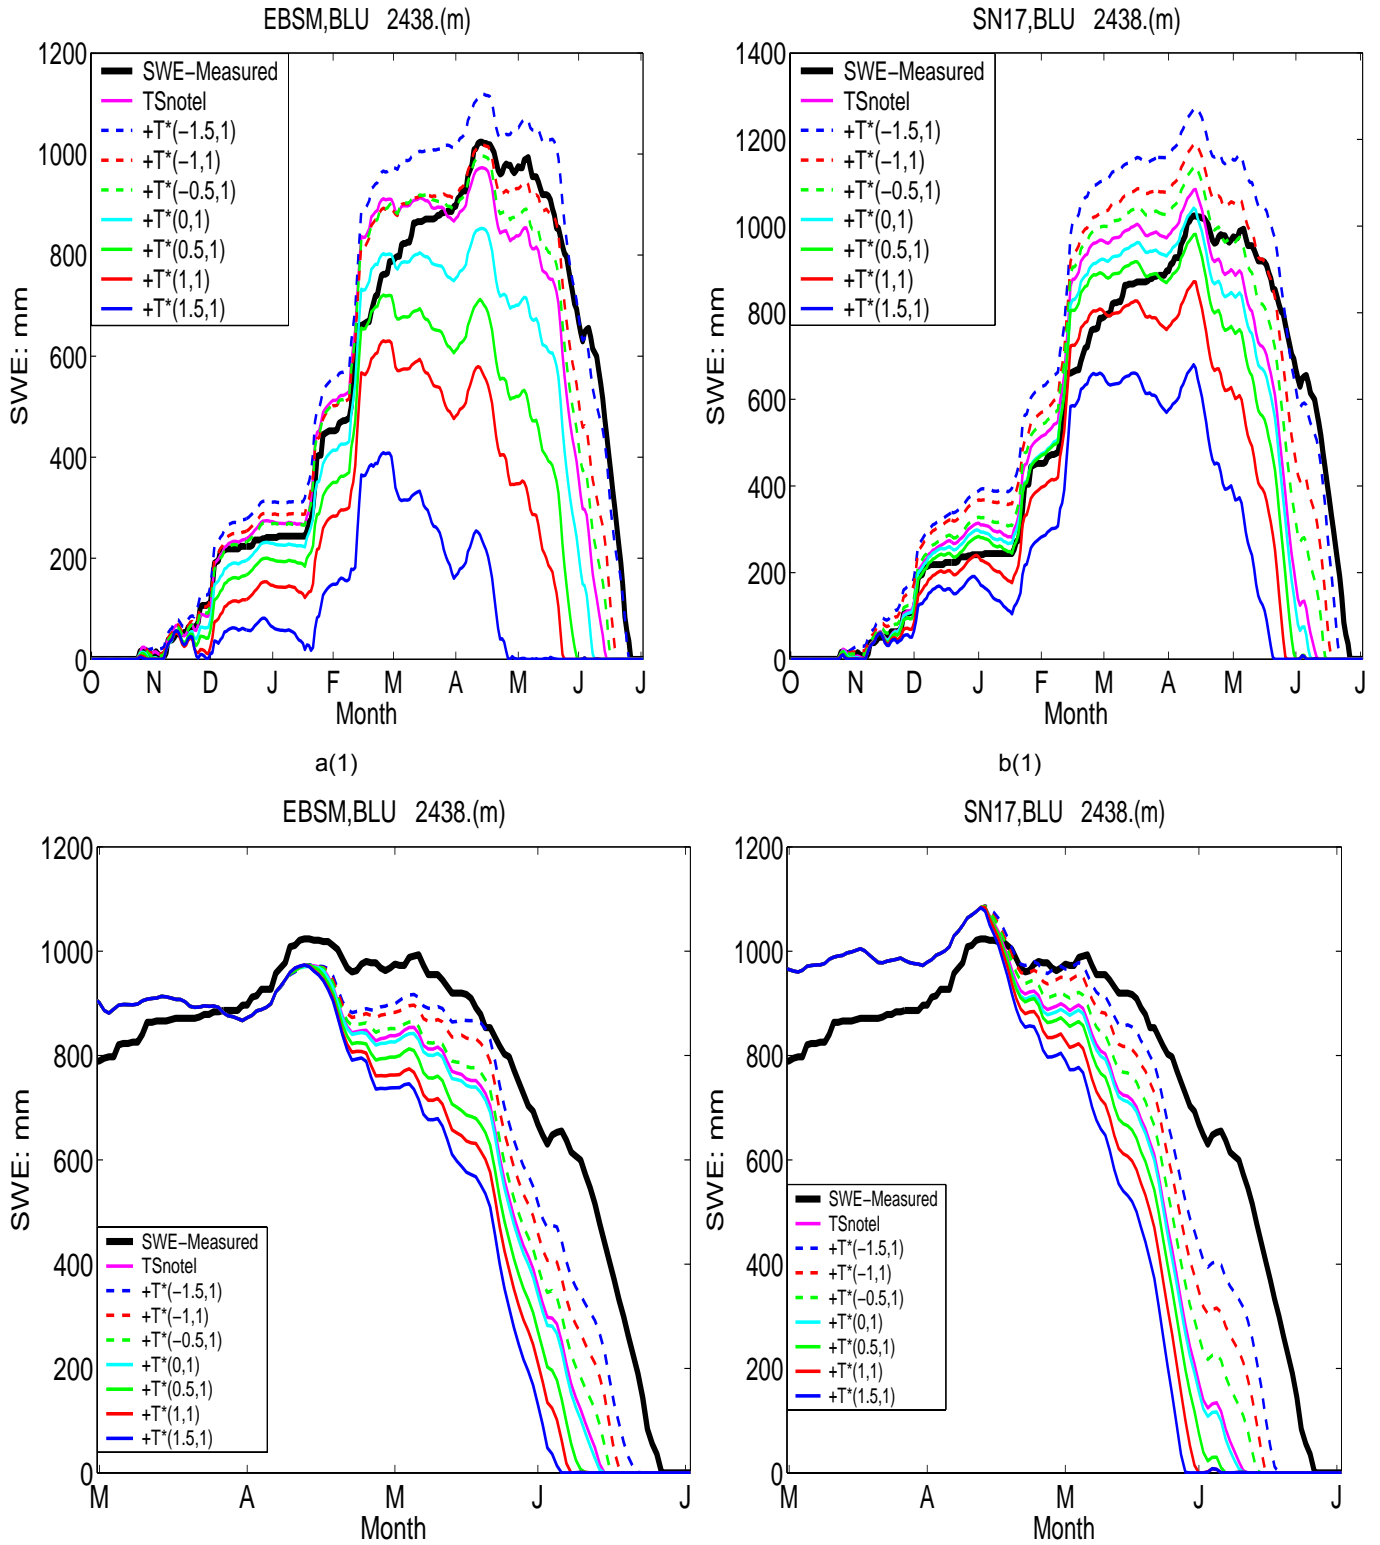 EBSM,BLU 2438.(m)
1200
1000
800
600
400
200
0
SWE: mm
SWE−Measured
TSnotel
+T*(−1.5,1)
+T*(−1,1)
+T*(−0.5,1)
+T*(0,1)
+T*(0.5,1)
+T*(1,1)
+T*(1.5,1)
O N D J F M A M J J
Month
a(1)
SN17,BLU 2438.(m)
1400
1200
1000
800
600
400
200
0
SWE: mm
SWE−Measured
TSnotel
+T*(−1.5,1)
+T*(−1,1)
+T*(−0.5,1)
+T*(0,1)
+T*(0.5,1)
+T*(1,1)
+T*(1.5,1)
O N D J F M A M J J
Month
b(1)
EBSM,BLU 2438.(m)
1200
1000
800
600
400
200
0
SWE: mm
SWE−Measured
TSnotel
+T*(−1.5,1)
+T*(−1,1)
+T*(−0.5,1)
+T*(0,1)
+T*(0.5,1)
+T*(1,1)
+T*(1.5,1)
M A M J J
Month
SN17,BLU 2438.(m)
1200
1000
800
600
400
200
0
SWE: mm
SWE−Measured
TSnotel
+T*(−1.5,1)
+T*(−1,1)
+T*(−0.5,1)
+T*(0,1)
+T*(0.5,1)
+T*(1,1)
+T*(1.5,1)
M A M J J
Month